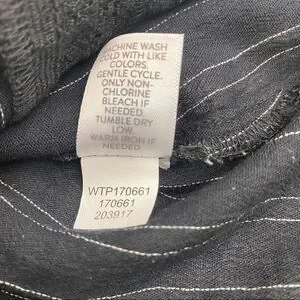 MACHINE WASH
COLD WITH LIKE
COLORS.
GENTLE CYCLE.
ONLY NON-
CHLORINE
BLEACH IF
NEEDED.
TUMBLE DRY
LOW.
WARM IRON IF
NEEDED.
WTP170661
170661
203917